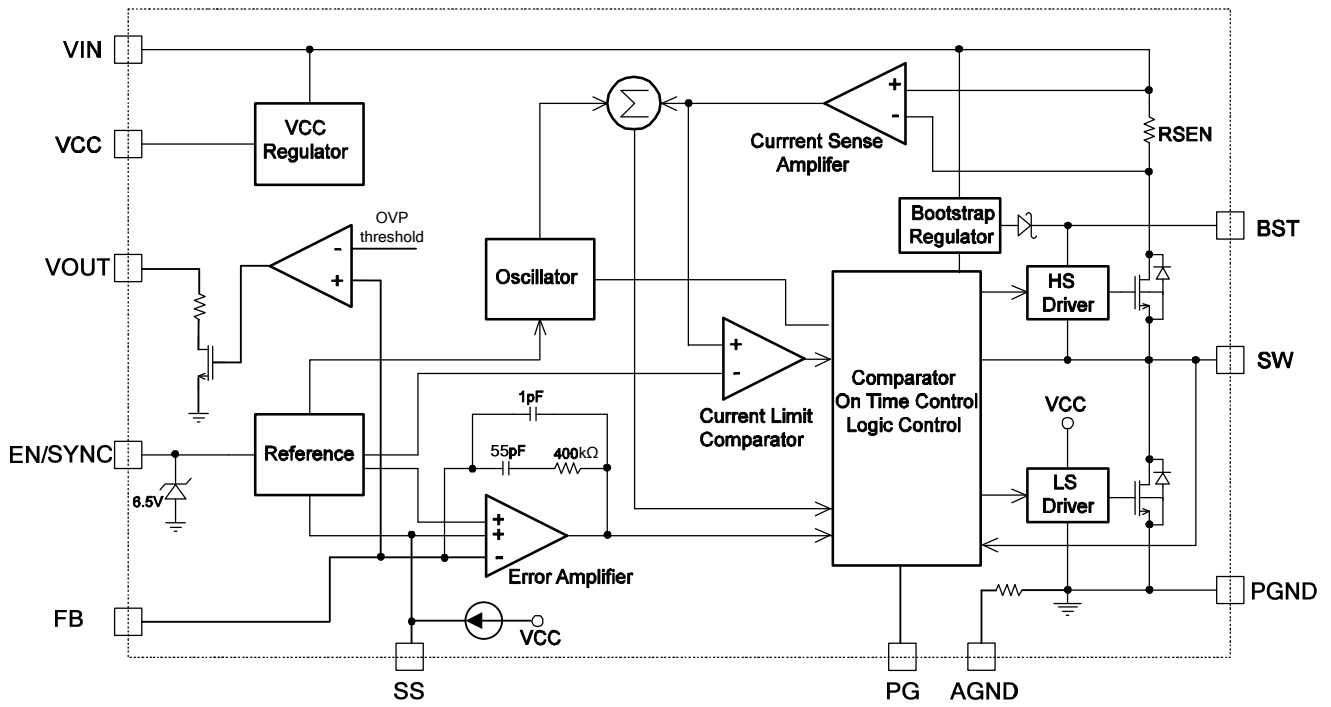 VIN
VCC
VCC
Regulator
Σ
+
-
Currrent Sense
Amplifer
RSEN
Bootstrap
Regulator
BST
OVP
threshold
-
+
VOUT
Oscillator
HS
Driver
SW
+
-
Current Limit
Comparator
Comparator
On Time Control
Logic Control
VCC
1pF
55pF
400kΩ
EN/SYNC
Reference
6.5V
LS
Driver
+
+
-
Error Amplifier
PGND
FB
VCC
SS
PG
AGND